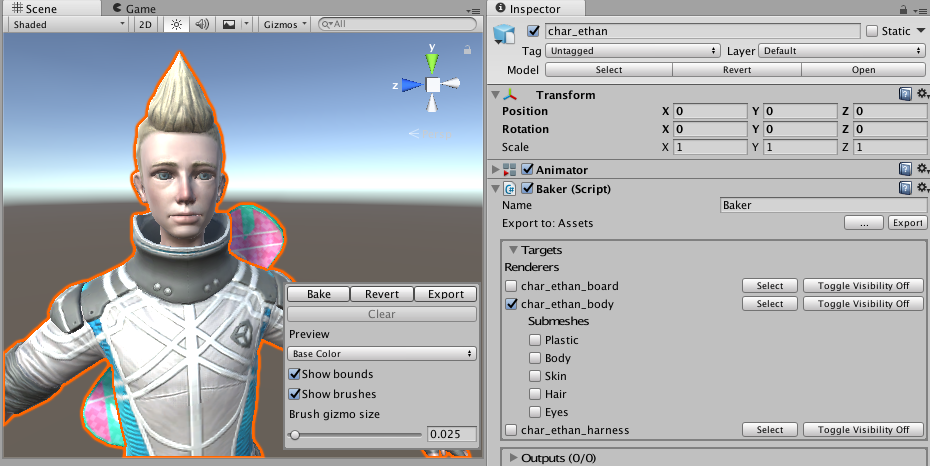 Scene Game
Shaded 2D Gizmos All
y
z
Bake Revert Export
Clear
Preview
Base Color
Show bounds
Show brushes
Brush gizmo size
0.025
Inspector
char_ethan Static
Tag Untagged Layer Default
Model Select Revert Open
Transform
Position X 0 Y 0 Z 0
Rotation X 0 Y 0 Z 0
Scale X 1 Y 1 Z 1
Animator
C# Baker (Script)
Name Baker
Export to: Assets ... Export
Targets
Renderers
char_ethan_board Select Toggle Visibility Off
char_ethan_body Select Toggle Visibility Off
Submeshes
Plastic
Body
Skin
Hair
Eyes
char_ethan_harness Select Toggle Visibility Off
Outputs (0/0)